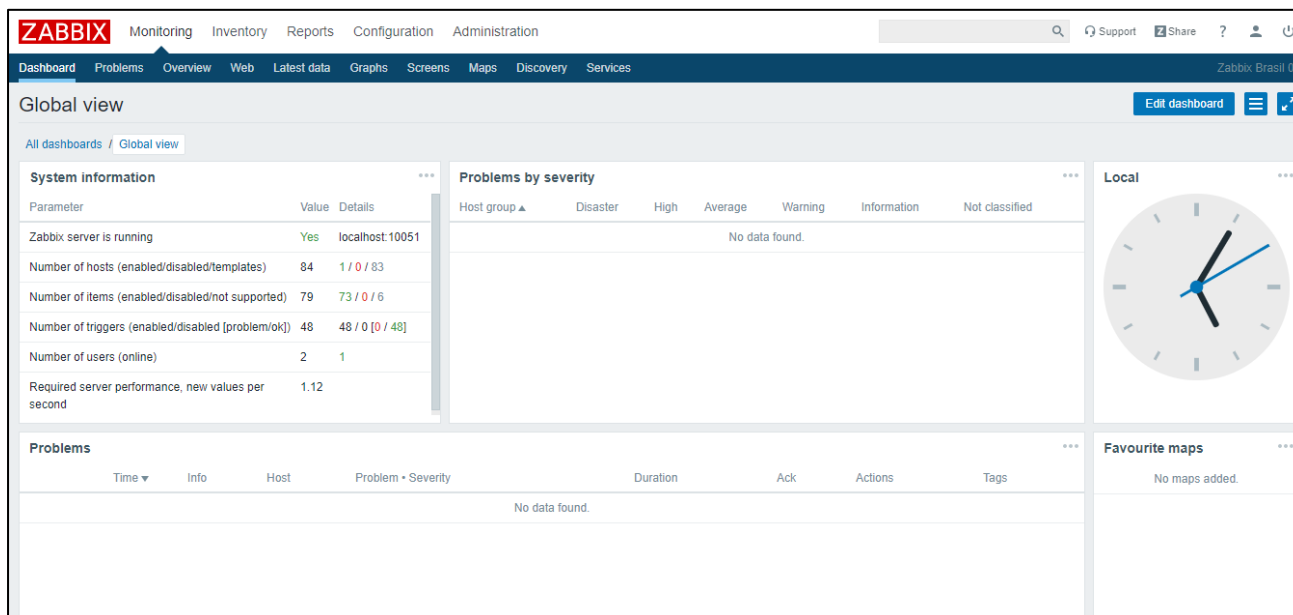 ZABBIX Monitoring Inventory Reports Configuration Administration Support Z Share ?
Dashboard Problems Overview Web Latest data Graphs Screens Maps Discovery Services Zabbix Brasil
Global view Edit dashboard
All dashboards / Global view
System information
Parameter Value Details
Zabbix server is running Yes localhost:10051
Number of hosts (enabled/disabled/templates) 84 1 / 0 / 83
Number of items (enabled/disabled/not supported) 79 73 / 0 / 6
Number of triggers (enabled/disabled [problem/ok]) 48 48 / 0 [0 / 48]
Number of users (online) 2 1
Required server performance, new values per
second 1.12
Problems by severity
Host group Disaster High Average Warning Information Not classified
No data found.
Local
Problems
Time Info Host Problem • Severity Duration Ack Actions Tags
No data found.
Favourite maps
No maps added.